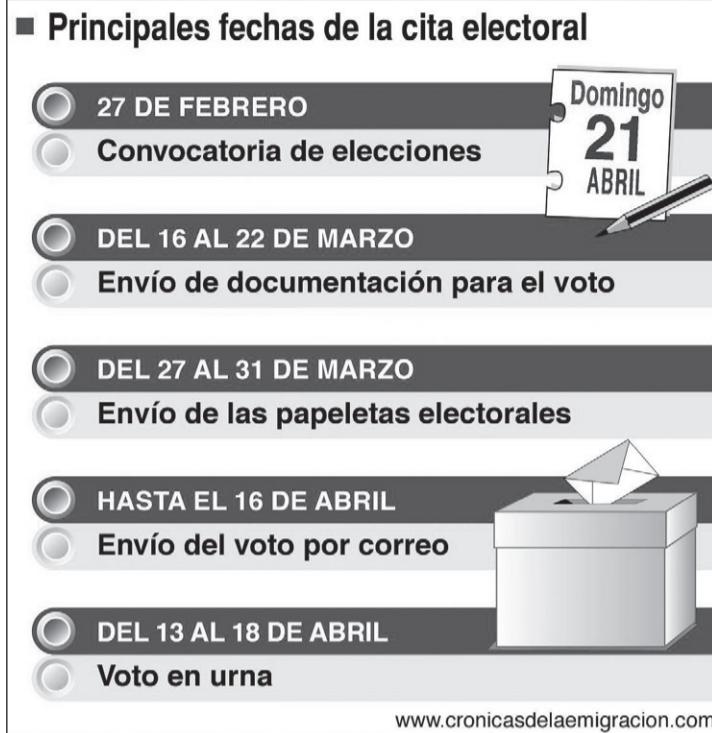 Principales fechas de la cita electoral
Domingo
21
ABRIL
27 DE FEBRERO
Convocatoria de elecciones
DEL 16 AL 22 DE MARZO
Envío de documentación para el voto
DEL 27 AL 31 DE MARZO
Envío de las papeletas electorales
HASTA EL 16 DE ABRIL
Envío del voto por correo
DEL 13 AL 18 DE ABRIL
Voto en urna
www.cronicasdelaemigracion.com